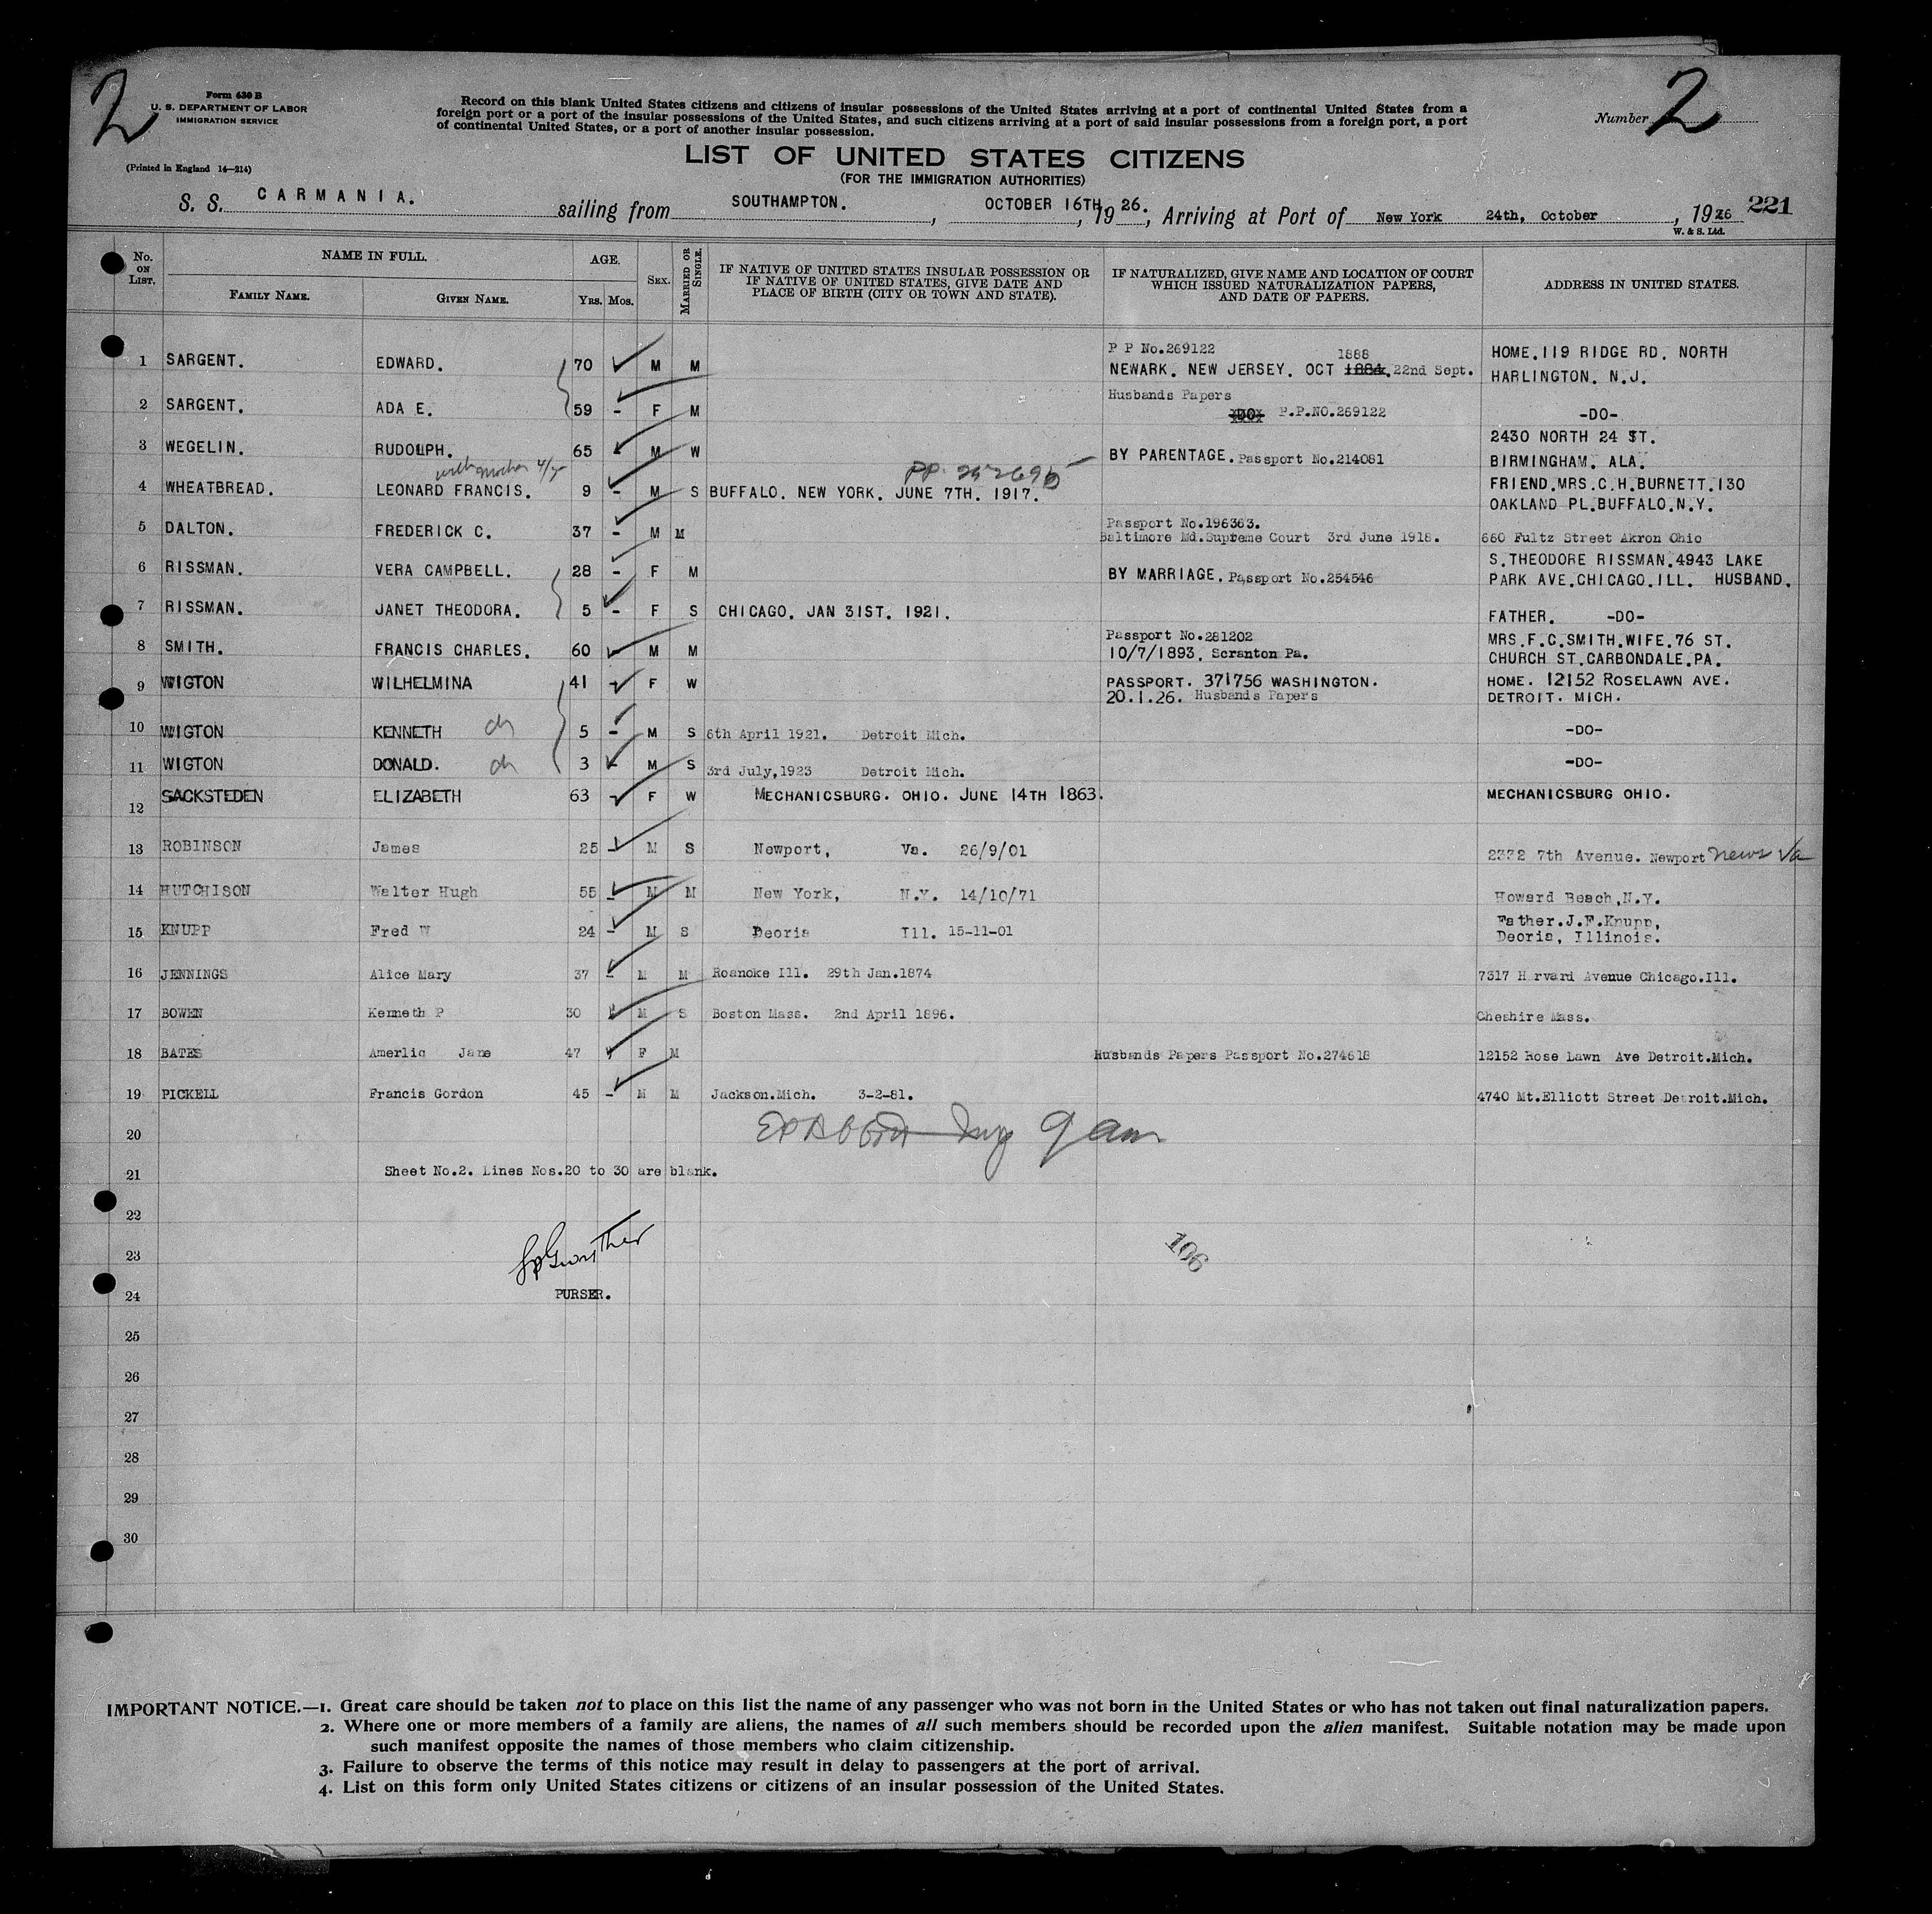 2
Form 630 B
U. S. DEPARTMENT OF LABOR
IMMIGRATION SERVICE
(Printed in England 14—214)
Record on this blank United States citizens and citizens of insular possessions of the United States arriving at a port of continental United States from a
foreign port or a port of the insular possessions of the United States, and such citizens arriving at a port of said insular possessions from a foreign port, a port
of continental United States, or a port of another insular possession.
Number 2
LIST OF UNITED STATES CITIZENS
(FOR THE IMMIGRATION AUTHORITIES)
S. S. CARMANIA. sailing from SOUTHAMPTON. , OCTOBER 16TH, 1926. , Arriving at Port of New York 24th, October , 1926 221
W. & S. Ltd.
No. ON LIST. NAME IN FULL. AGE. SEX. MARRIED OR SINGLE. IF NATIVE OF UNITED STATES INSULAR POSSESSION OR IF NATIVE OF UNITED STATES, GIVE DATE AND PLACE OF BIRTH (CITY OR TOWN AND STATE). IF NATURALIZED, GIVE NAME AND LOCATION OF COURT WHICH ISSUED NATURALIZATION PAPERS, AND DATE OF PAPERS. ADDRESS IN UNITED STATES.
FAMILY NAME. GIVEN NAME. YRS. MOS.
P P No.269122 1888
1 SARGENT. EDWARD. 70 M M NEWARK. NEW JERSEY. OCT 1884. 22nd Sept. HOME.119 RIDGE RD. NORTH
HARLINGTON. N.J.
Husbands Papers
2 SARGENT. ADA E. 59 - F M DO P.P.NO.269122 -DO-
3 WEGELIN. RUDOLPH. 65 - M W BY PARENTAGE. Passport No.214081 2430 NORTH 24 ST.
BIRMINGHAM. ALA.
with mother
4 WHEATBREAD. LEONARD FRANCIS. 9 - M S BUFFALO. NEW YORK. JUNE 7TH. 1917. FRIEND.MRS.C.H.BURNETT.130
OAKLAND PL.BUFFALO.N.Y.
Passport No.196363.
5 DALTON. FREDERICK C. 37 - M M Baltimore Md.Supreme Court 3rd June 1918. 660 Fultz Street Akron Ohio
6 RISSMAN. VERA CAMPBELL. 28 - F M BY MARRIAGE. Passport No.254546 S.THEODORE RISSMAN.4943 LAKE
PARK AVE.CHICAGO.ILL. HUSBAND.
7 RISSMAN. JANET THEODORA. 5 - F S CHICAGO. JAN 31ST. 1921. FATHER. -DO-
Passport No.281202
8 SMITH. FRANCIS CHARLES. 60 - M M 10/7/1893. Scranton Pa. MRS.F.C.SMITH.WIFE.76 ST.
CHURCH ST.CARBONDALE.PA.
9 WIGTON WILHELMINA 41 - F W PASSPORT. 371756 WASHINGTON. HOME. 12152 ROSELAWN AVE.
20.1.26. Husbands Papers DETROIT. MICH.
10 WIGTON KENNETH ch 5 - M S 6th April 1921. Detroit Mich. -DO-
11 WIGTON DONALD. ch 3 - M S 3rd July,1923 Detroit Mich. -DO-
12 SACKSTEDEN ELIZABETH 63 - F W MECHANICSBURG. OHIO. JUNE 14TH 1863. MECHANICSBURG OHIO.
13 ROBINSON James 25 - M S Newport, Va. 26/9/01 2332 7th Avenue. Newport News Va
14 HUTCHISON Walter Hugh 55 - M M New York, N.Y. 14/10/71 Howard Beach,N.Y.
15 KNUPP Fred W 24 - M S Peoria Ill. 15-11-01 Father.J.F.Knupp,
Deoria, Illinois.
16 JENNINGS Alice Mary 37 - M M Roanoke Ill. 29th Jan.1874 7317 H rvard Avenue Chicago.Ill.
17 BOWEN Kenneth P 30 M S Boston Mass. 2nd April 1896. Cheshire Mass.
18 BATES Amerlia Jane 47 F M Husbands Papers Passport No.274618 12152 Rose Lawn Ave Detroit.Mich.
19 PICKELL Francis Gordon 45 - M M Jackson.Mich. 3-2-81. 4740 Mt.Elliott Street Detroit.Mich.
20
21 Sheet No.2. Lines Nos.20 to 30 are blank.
22
23 106
24 PURSER.
25
26
27
28
29
30
IMPORTANT NOTICE.—1. Great care should be taken not to place on this list the name of any passenger who was not born in the United States or who has not taken out final naturalization papers.
2. Where one or more members of a family are aliens, the names of all such members should be recorded upon the alien manifest. Suitable notation may be made upon
such manifest opposite the names of those members who claim citizenship.
3. Failure to observe the terms of this notice may result in delay to passengers at the port of arrival.
4. List on this form only United States citizens or citizens of an insular possession of the United States.